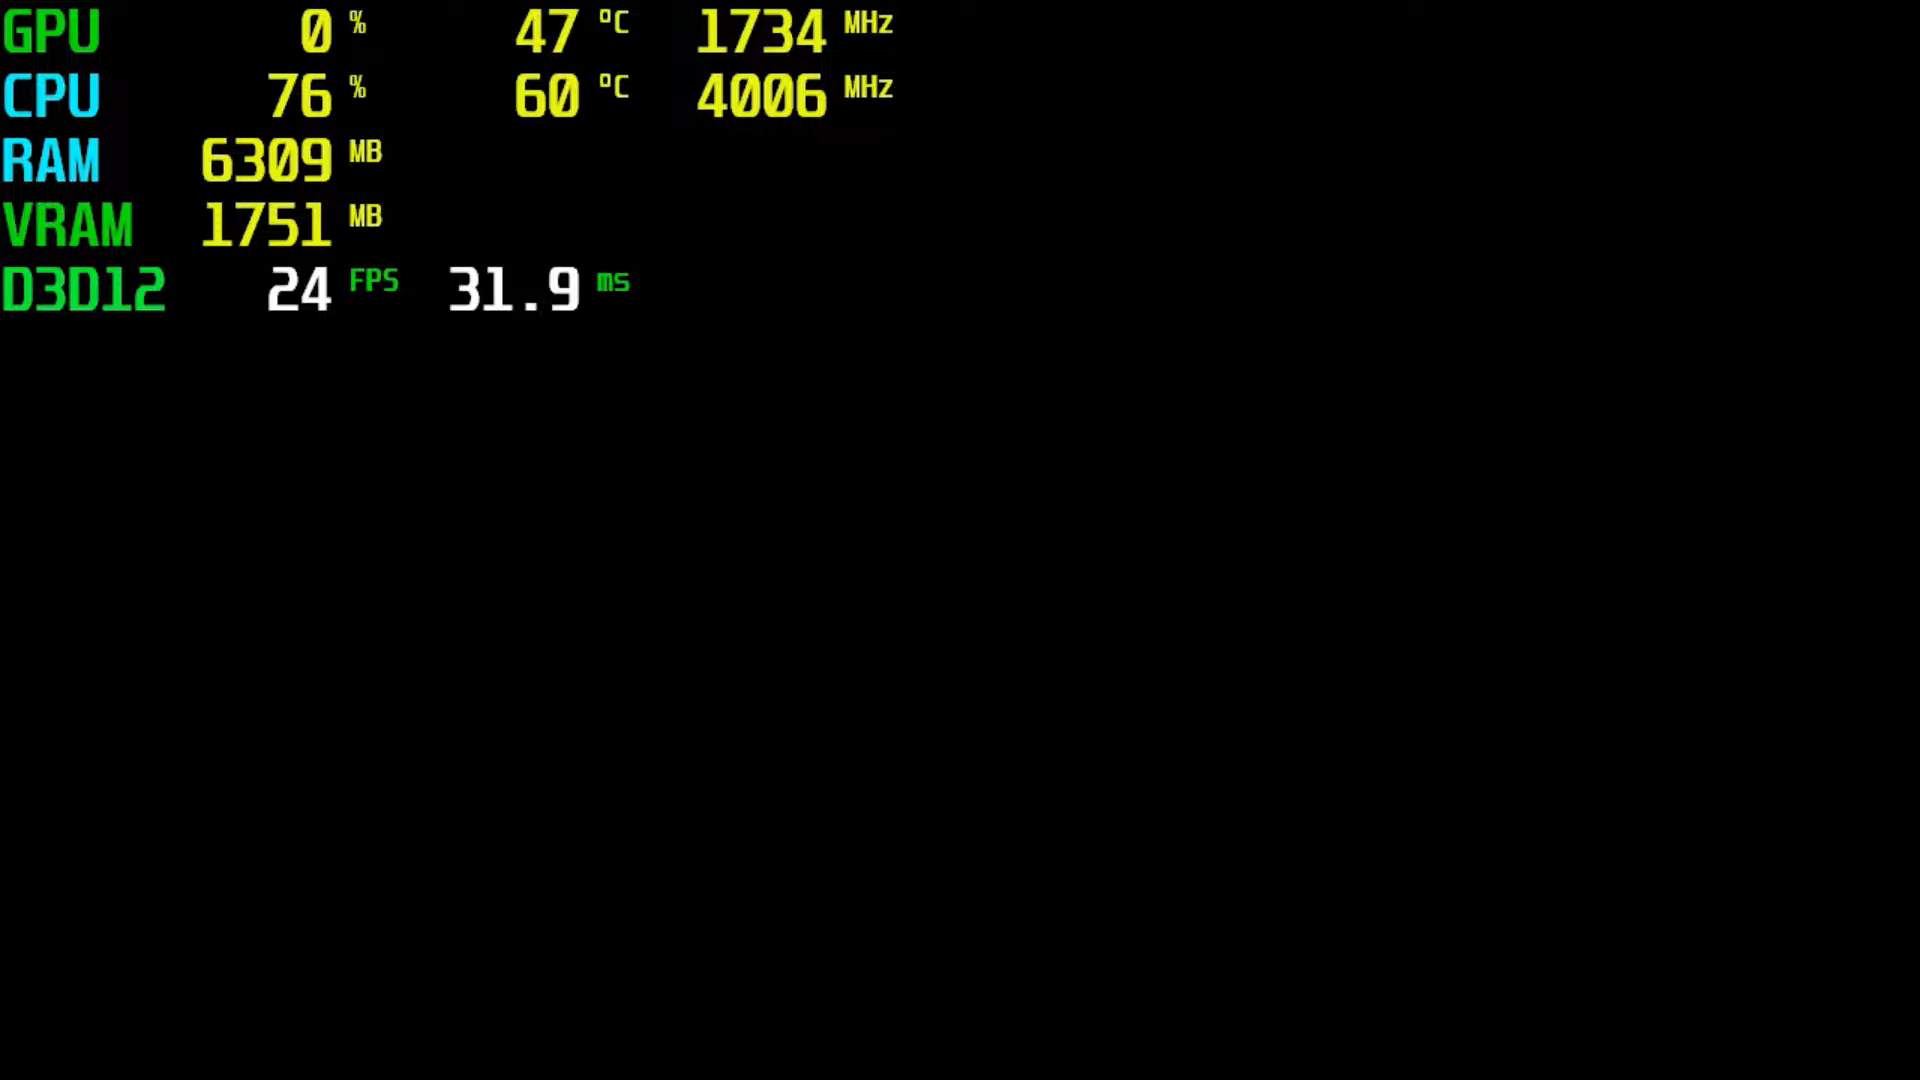 GPU 0 % 47 °C 1734 MHz
CPU 76 % 60 °C 4006 MHz
RAM 6309 MB
VRAM 1751 MB
D3D12 24 FPS 31.9 ms